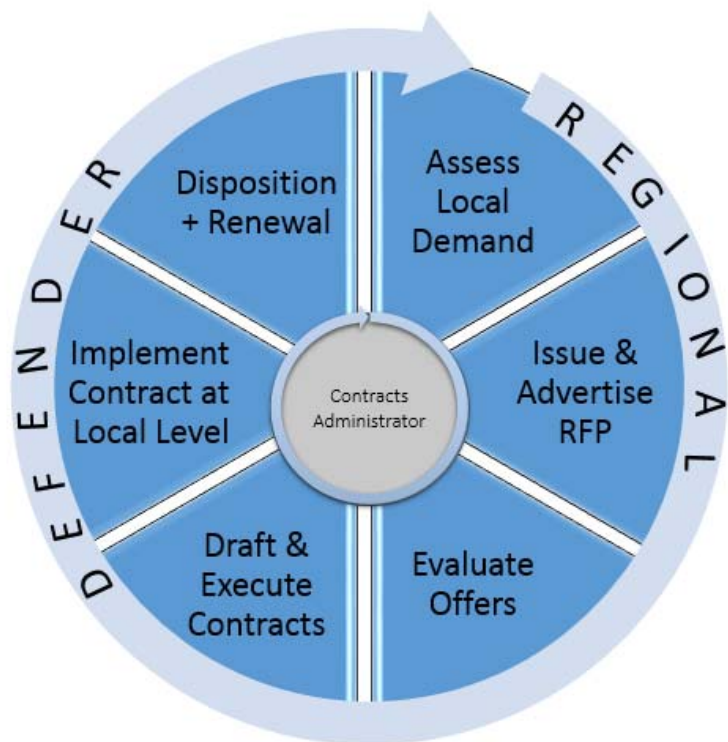 REGIONAL
DEFENDER
Assess
Local
Demand
Issue &
Advertise
RFP
Evaluate
Offers
Draft &
Execute
Contracts
Implement
Contract at
Local Level
Disposition
+ Renewal
Contracts
Administrator